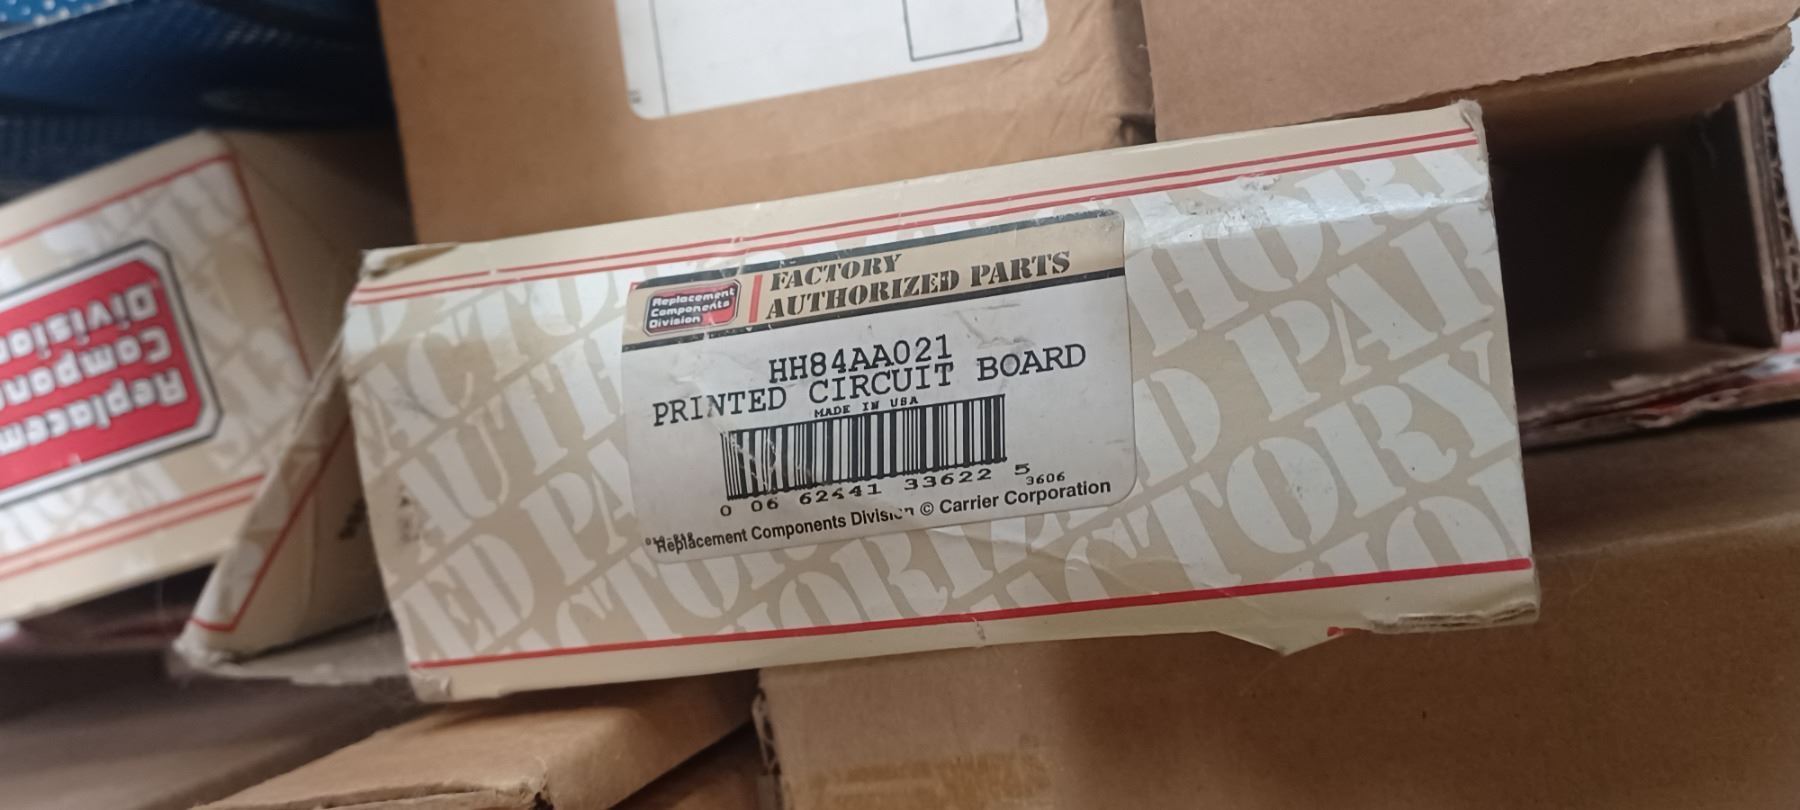 Replacement
Components
Division
FACTORY
AUTHORIZED PARTS
HH84AA021
PRINTED CIRCUIT BOARD
MADE IN USA
0 06 62441 33622 5
3606
Replacement Components Division © Carrier Corporation
Replacem
Compone
Division